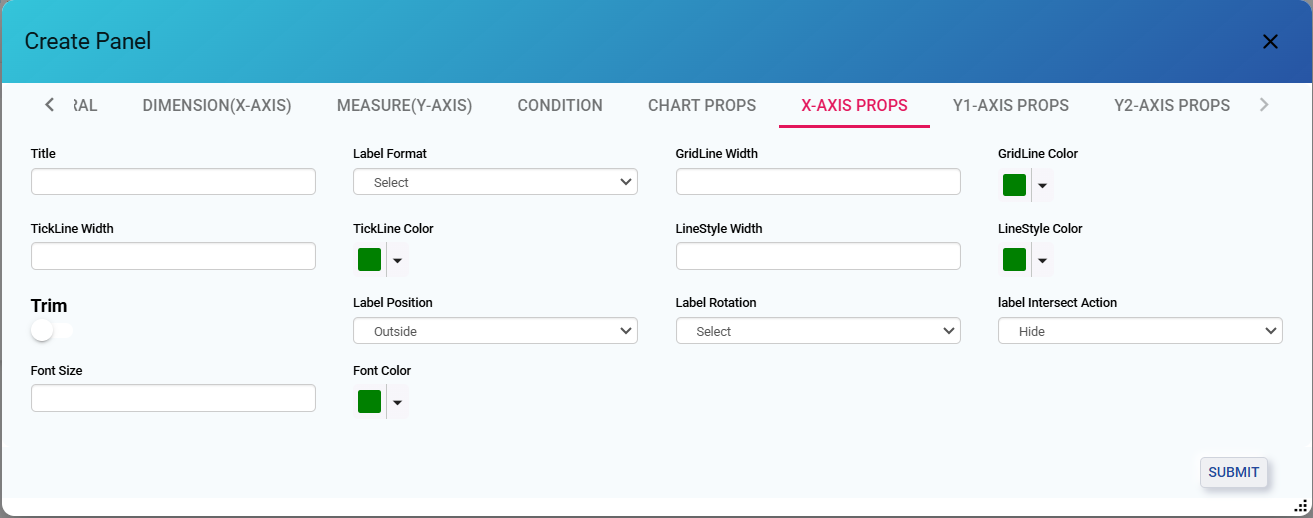 Create Panel
RAL DIMENSION(X-AXIS) MEASURE(Y-AXIS) CONDITION CHART PROPS X-AXIS PROPS Y1-AXIS PROPS Y2-AXIS PROPS
Title Label Format GridLine Width GridLine Color
Select
TickLine Width TickLine Color LineStyle Width LineStyle Color
Trim Label Position Label Rotation label Intersect Action
Outside Select Hide
Font Size Font Color
SUBMIT